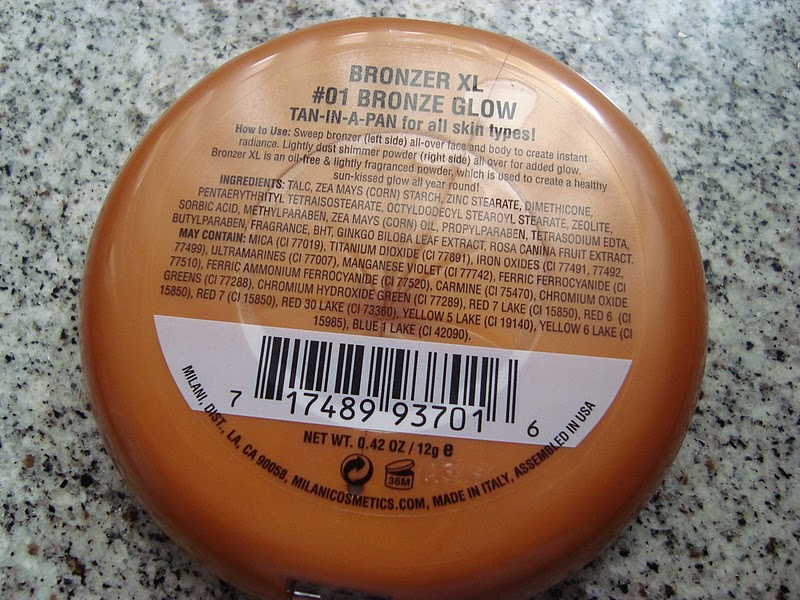 BRONZER XL
#01 BRONZE GLOW
TAN-IN-A-PAN for all skin types!
How to Use: Sweep bronzer (left side) all-over face and body to create instant
radiance. Lightly dust shimmer powder (right side) all over for added glow.
Bronzer XL is an oil-free & lightly fragranced powder, which is used to create a healthy
sun-kissed glow all year round!
INGREDIENTS: TALC, ZEA MAYS (CORN) STARCH, ZINC STEARATE, DIMETHICONE,
PENTAERYTHRITYL TETRAISOSTEARATE, OCTYLDODECYL STEAROYL STEARATE, ZEOLITE,
SORBIC ACID, METHYLPARABEN, ZEA MAYS (CORN) OIL, PROPYLPARABEN, TETRASODIUM EDTA,
BUTYLPARABEN, FRAGRANCE, BHT, GINKGO BILOBA LEAF EXTRACT, ROSA CANINA FRUIT EXTRACT.
MAY CONTAIN: MICA (CI 77019), TITANIUM DIOXIDE (CI 77891), IRON OXIDES (CI 77491, 77492,
77499), ULTRAMARINES (CI 77007), MANGANESE VIOLET (CI 77742), FERRIC FERROCYANIDE (CI
77510), FERRIC AMMONIUM FERROCYANIDE (CI 77520), CARMINE (CI 75470), CHROMIUM OXIDE
GREENS (CI 77288), CHROMIUM HYDROXIDE GREEN (CI 77289), RED 7 LAKE (CI 15850), RED 6 (CI
15850), RED 7 (CI 15850), RED 30 LAKE (CI 73360), YELLOW 5 LAKE (CI 19140), YELLOW 6 LAKE (CI
15985), BLUE 1 LAKE (CI 42090).
7 17489 93701 6
NET WT. 0.42 OZ / 12g e
36M
MILANI, DIST., LA, CA 90058, MILANICOSMETICS.COM, MADE IN ITALY, ASSEMBLED IN USA